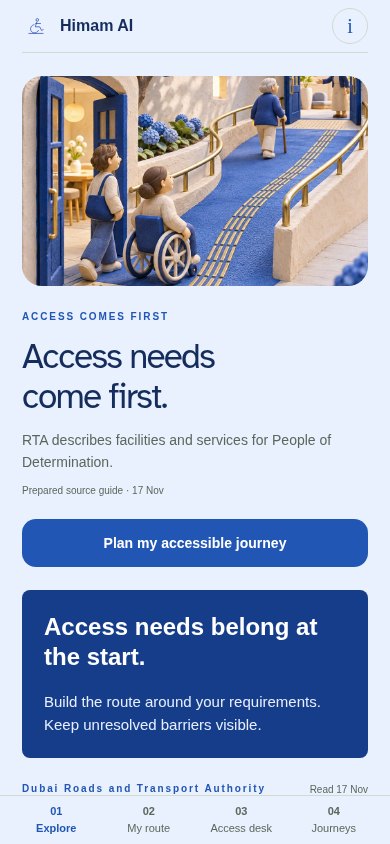 Himam AI
i
ACCESS COMES FIRST
Access needs
come first.
RTA describes facilities and services for People of
Determination.
Prepared source guide · 17 Nov
Plan my accessible journey
Access needs belong at
the start.
Build the route around your requirements.
Keep unresolved barriers visible.
Dubai Roads and Transport Authority Read 17 Nov
01 02 03 04
Explore My route Access desk Journeys